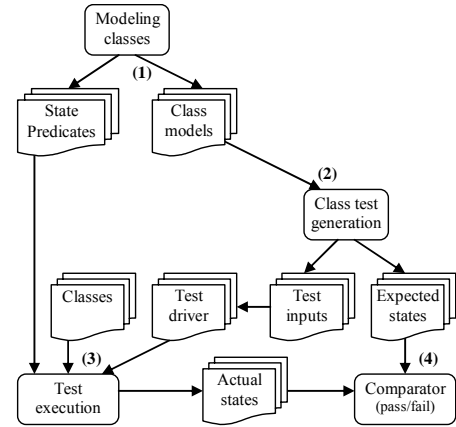 Modeling
classes
(1)
State
Predicates
Class
models
(2)
Class test
generation
Classes
Test
driver
Test
inputs
Expected
states
(3)
(4)
Test
execution
Actual
states
Comparator
(pass/fail)